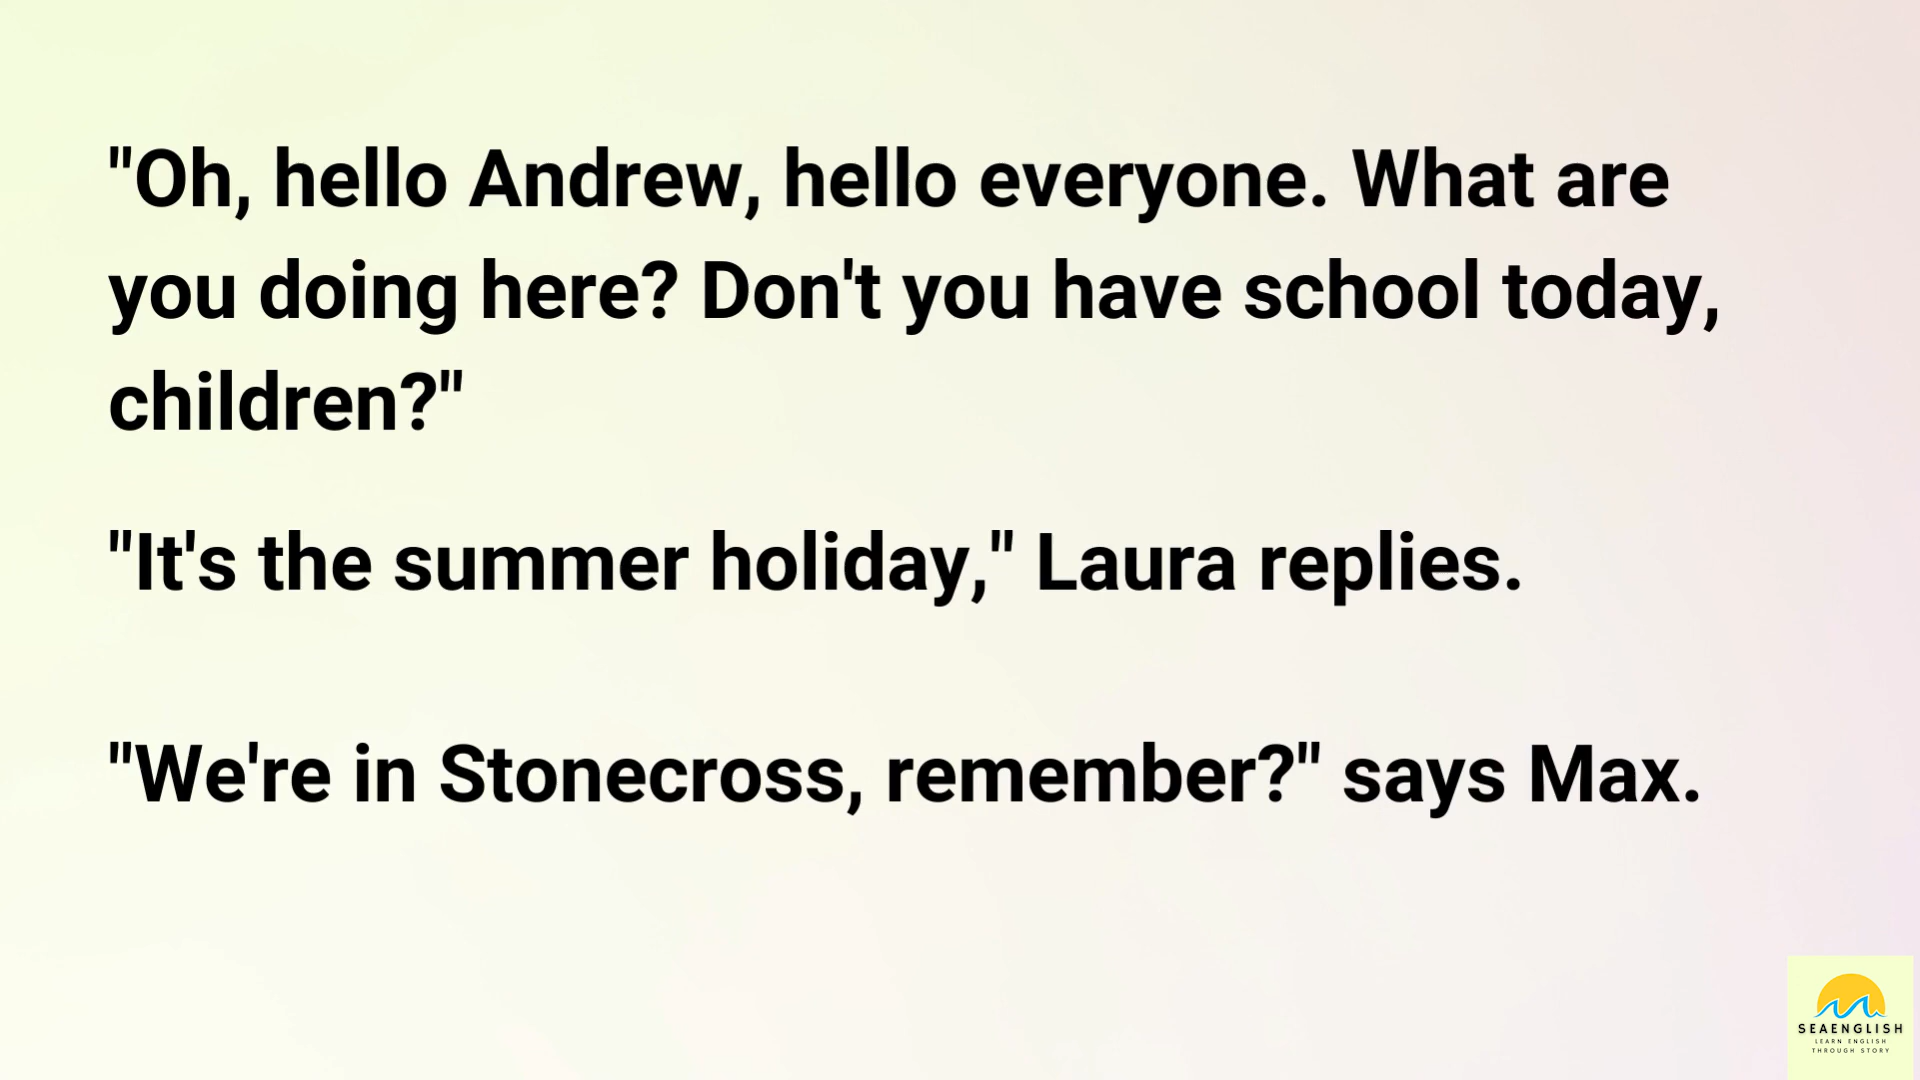 "Oh, hello Andrew, hello everyone. What are
you doing here? Don't you have school today,
children?"
"It's the summer holiday," Laura replies.
"We're in Stonecross, remember?" says Max.
SEAENGLISH
LEARN ENGLISH
THROUGH STORY